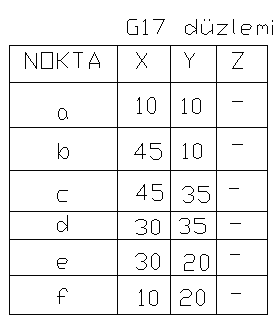 G17 düzlemi
NOKTA X Y Z
a 10 10 -
b 45 10 -
c 45 35 -
d 30 35 -
e 30 20 -
f 10 20 -